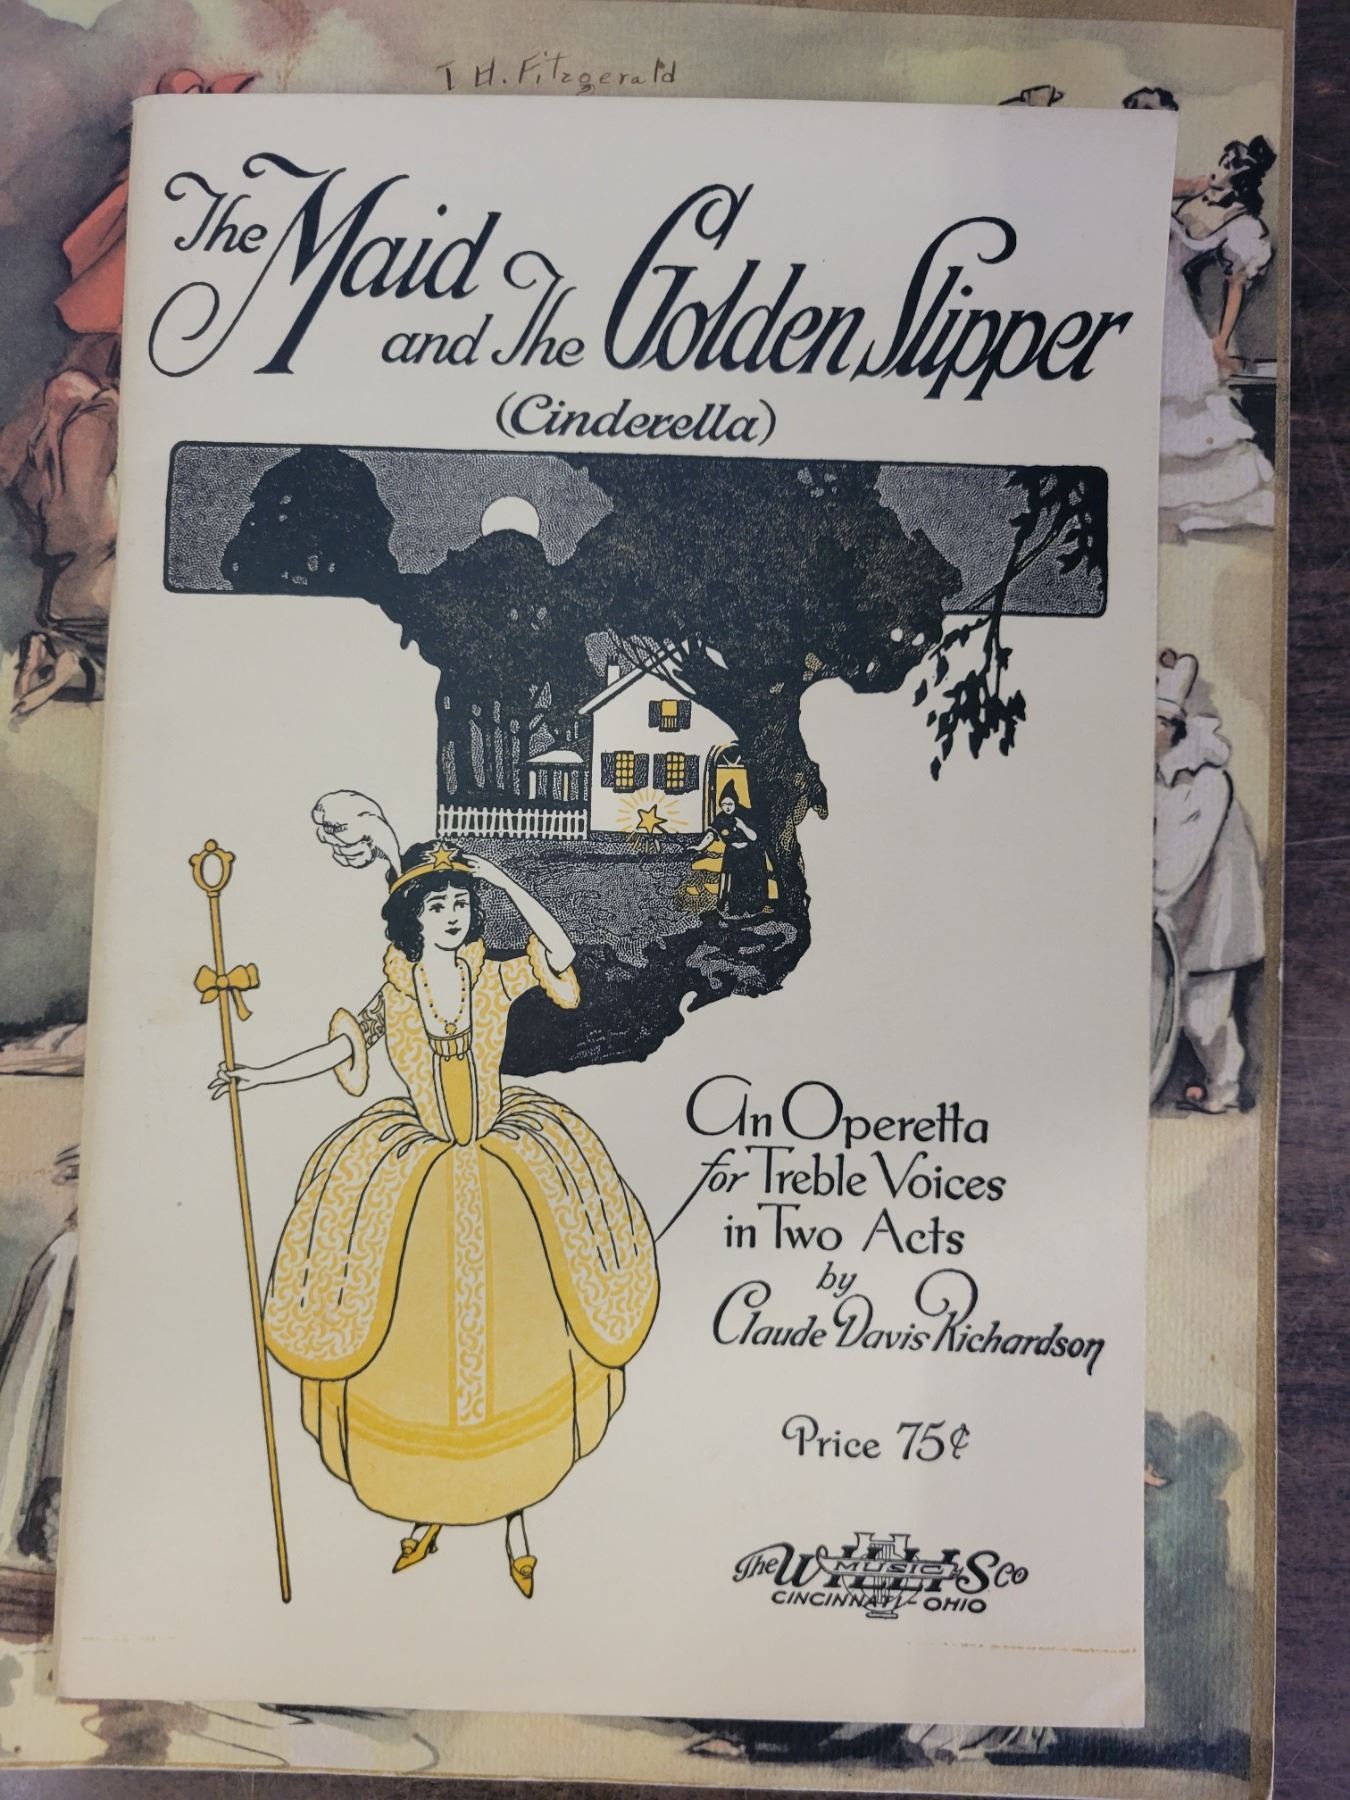 T H. Fitzgerald
The Maid
and The Golden Slipper
(Cinderella)
An Operetta
for Treble Voices
in Two Acts
by
Claude Davis Richardson
Price 75¢
The Willis Co
MUSIC
CINCINNATI - OHIO